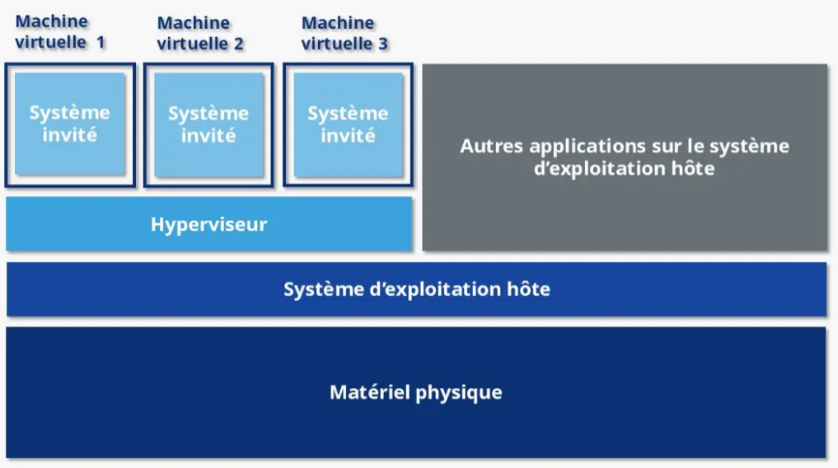 Machine
virtuelle 1
Machine
virtuelle 2
Machine
virtuelle 3
Système
invité
Système
invité
Système
invité
Autres applications sur le système
d’exploitation hôte
Hyperviseur
Système d’exploitation hôte
Matériel physique